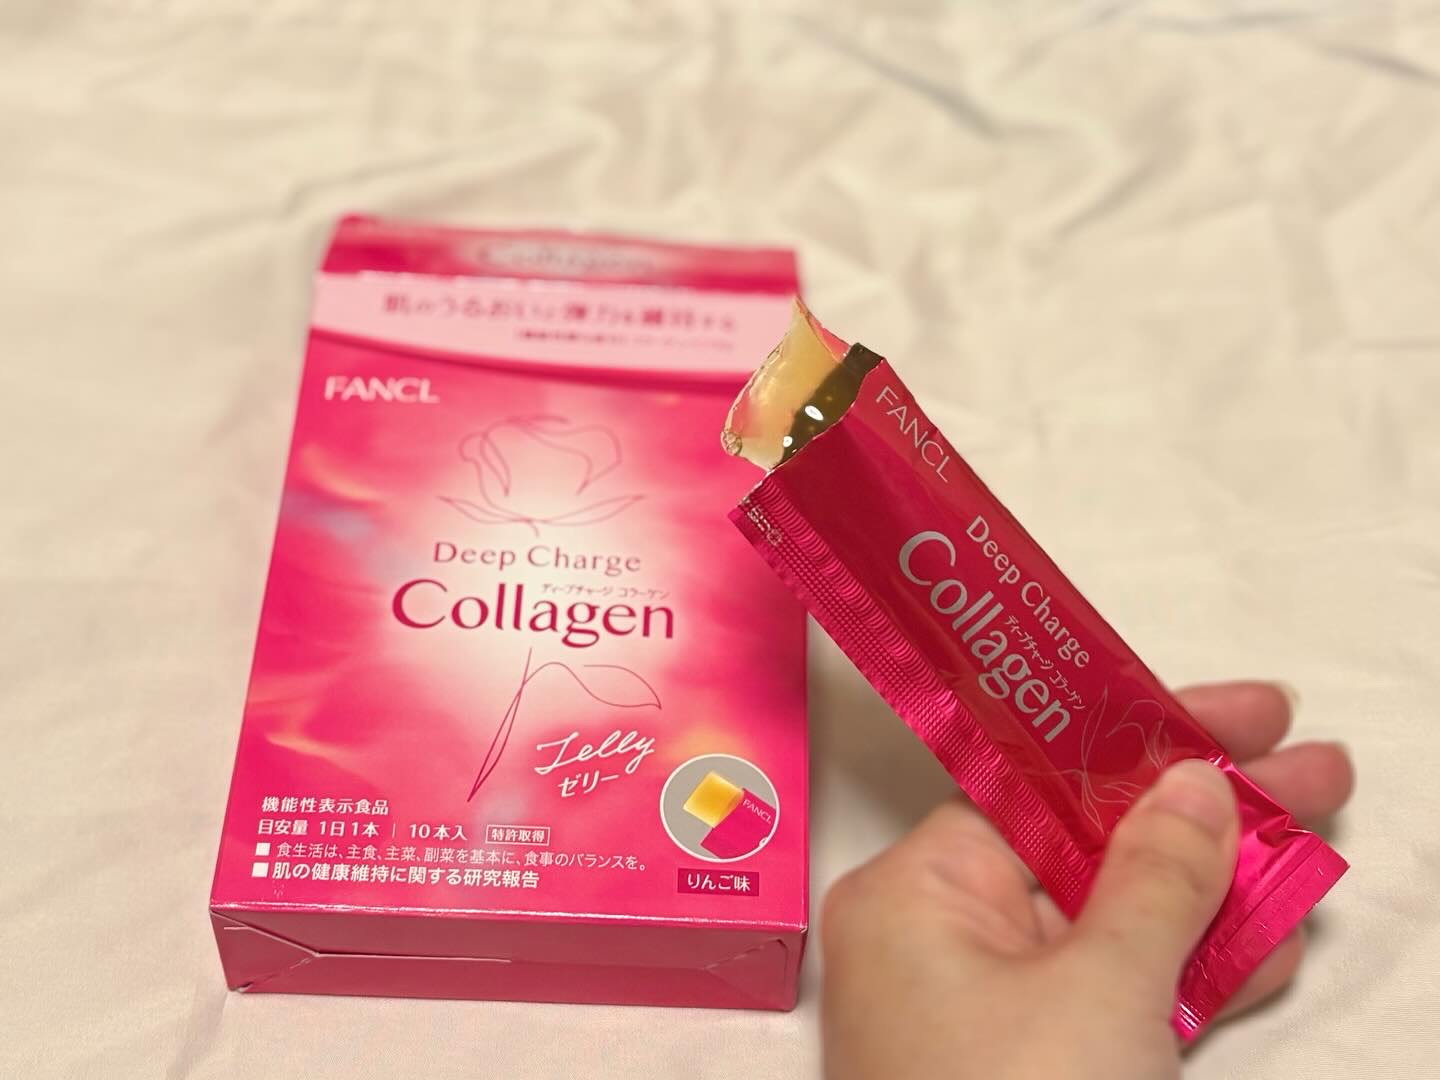 肌のうるおいと弾力を維持する
FANCL
Deep Charge
ディープチャージ コラーゲン
Collagen
Jelly
ゼリー
機能性表示食品
目安量 1日1本 | 10本入 特許取得
■ 食生活は、主食、主菜、副菜を基本に、食事のバランスを。
■ 肌の健康維持に関する研究報告
FANCL
りんご味
FANCL
Deep Charge
ディープチャージ コラーゲン
Collagen